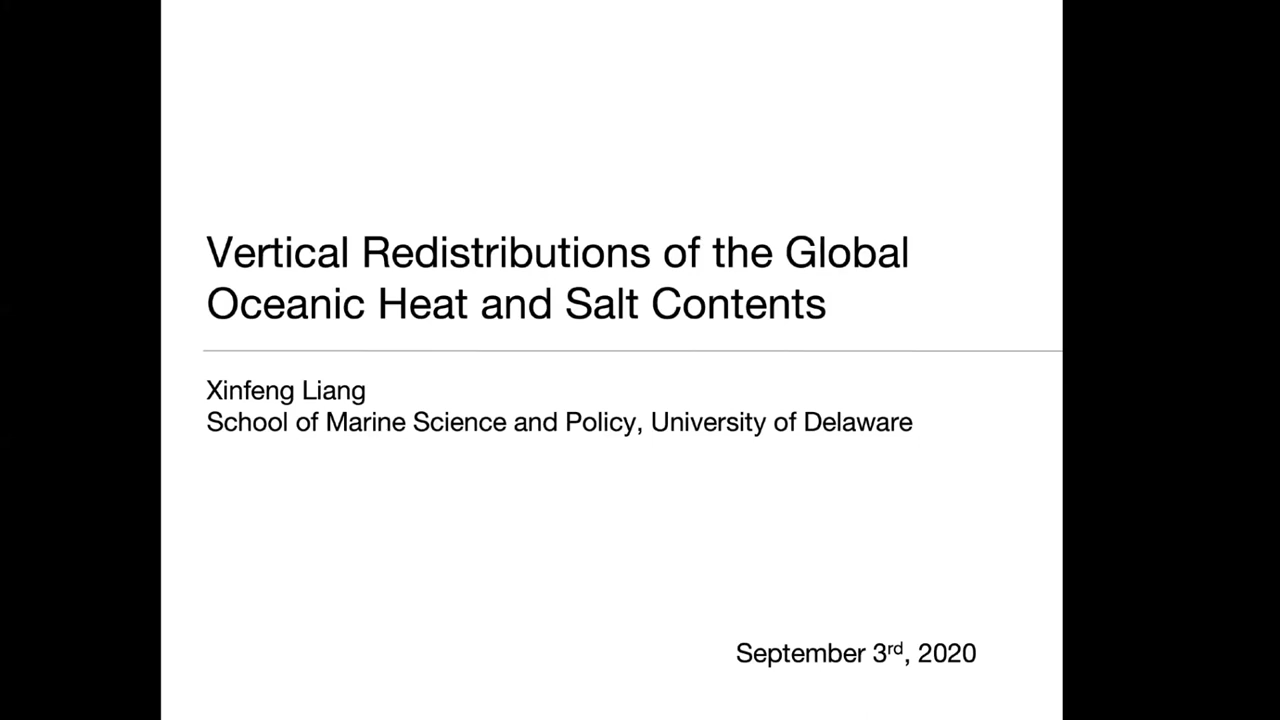 Vertical Redistributions of the Global
Oceanic Heat and Salt Contents
Xinfeng Liang
School of Marine Science and Policy, University of Delaware
September 3rd, 2020